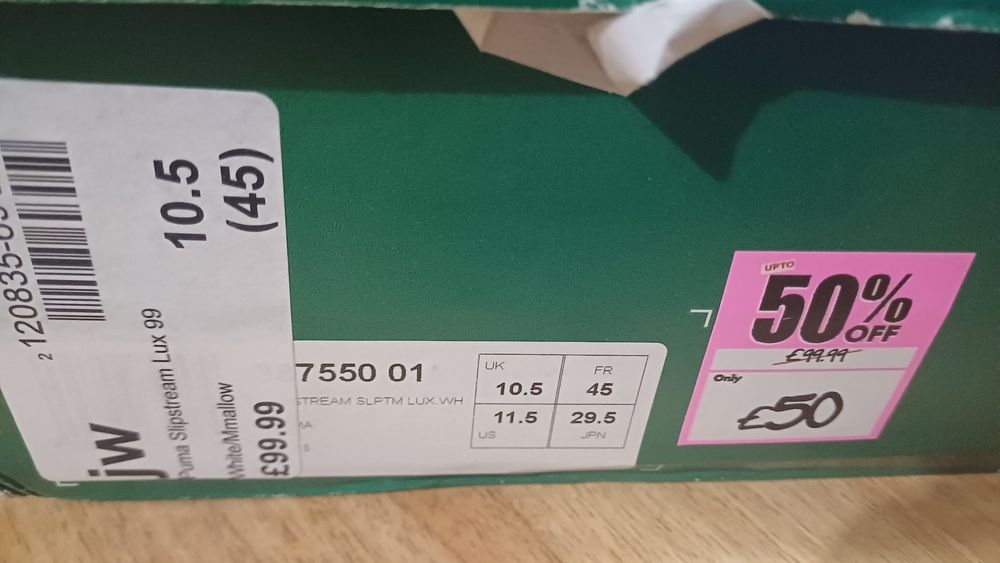 jw
Puma Slipstream Lux 99
10.5
White/Mmallow
(45)
£99.99
2 120835-
7550 01
STREAM SLPTM LUX.WH
UK
10.5
FR
45
11.5
US
29.5
JPN
UPTO
50%
OFF
£99.99
Only
£50